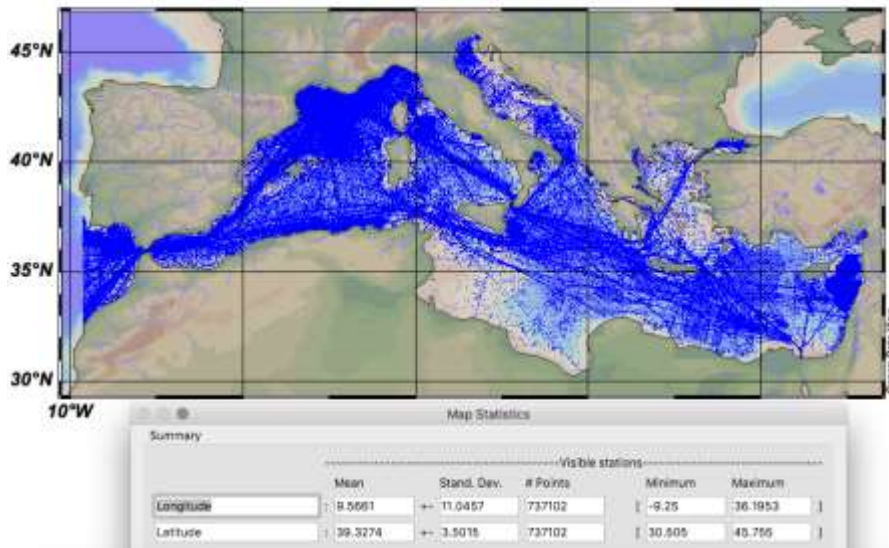 45°N
40°N
35°N
30°N
10°W
Map Statistics
Summary
Visible stations
Mean Stand. Dev. # Points Minimum Maximum
Longitude : 9.5661 +- 11.0457 737102 [ -9.25 36.1953 ]
Latitude : 39.3274 +- 3.5015 737102 [ 30.505 45.755 ]